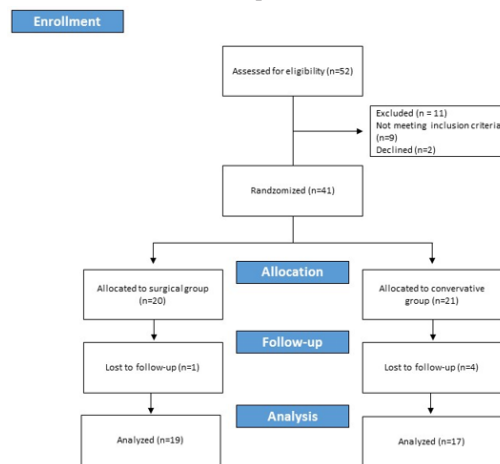 Enrollment
Assessed for eligibility (n=52)
Excluded (n = 11)
Not meeting inclusion criteria
(n=9)
Declined (n=2)
Randzomized (n=41)
Allocation
Allocated to surgical group
(n=20)
Allocated to convervative
group (n=21)
Follow-up
Lost to follow-up (n=1)
Lost to follow-up (n=4)
Analysis
Analyzed (n=19)
Analyzed (n=17)